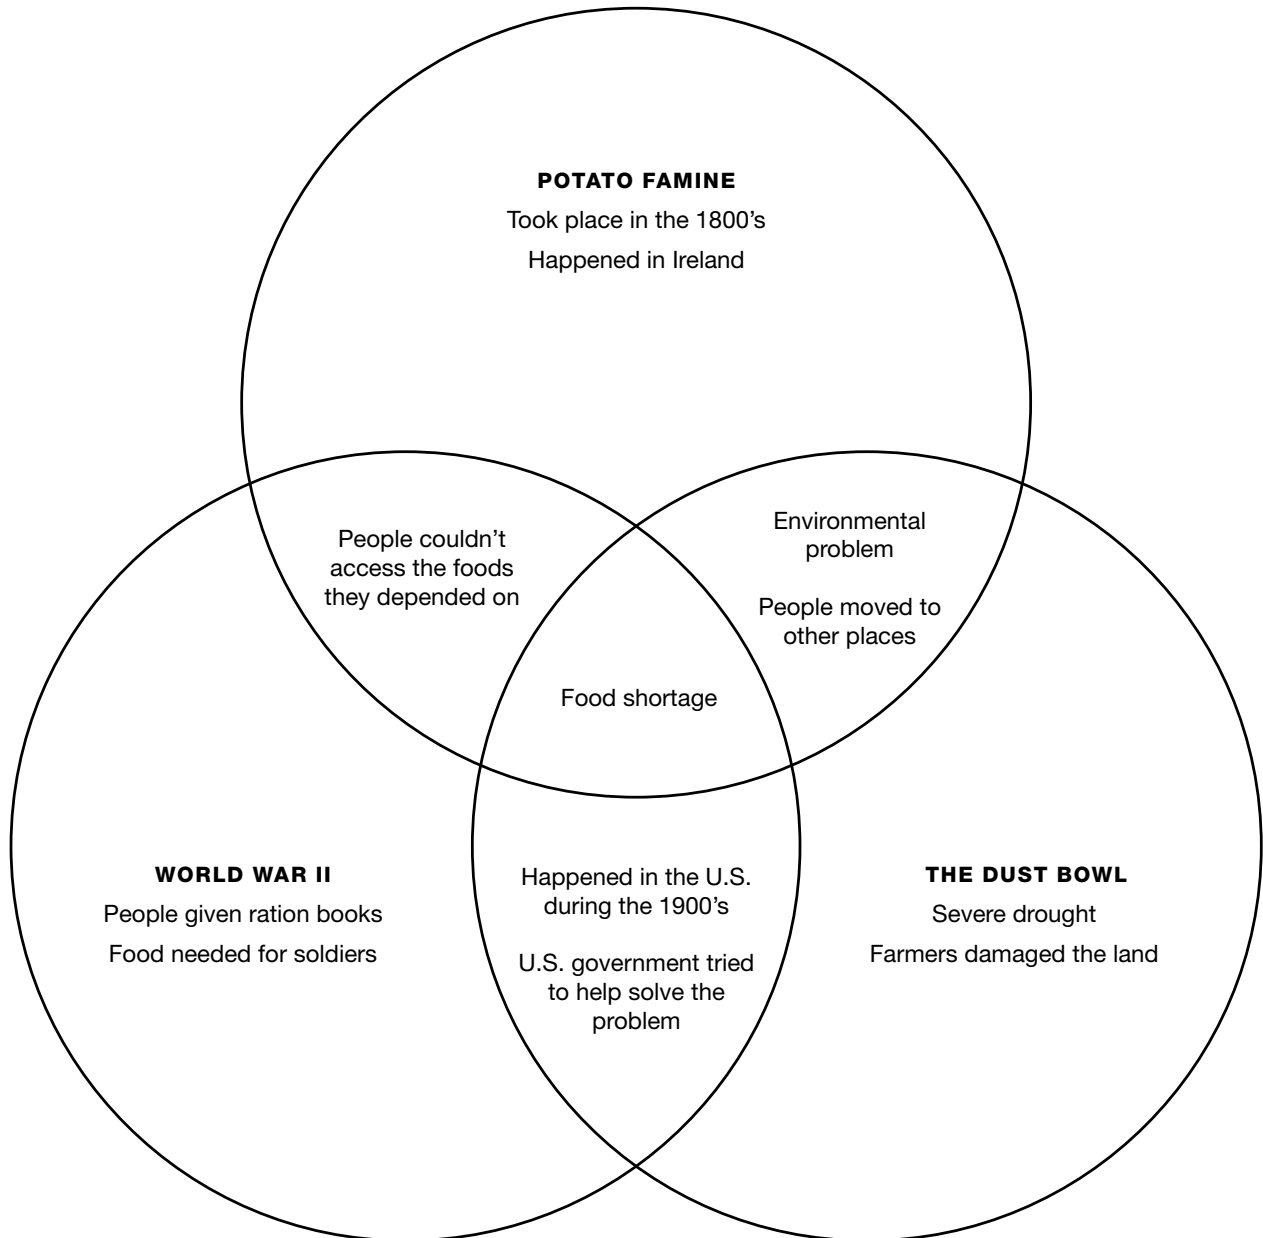 POTATO FAMINE
Took place in the 1800’s
Happened in Ireland
People couldn’t
access the foods
they depended on
Environmental
problem
People moved to
other places
Food shortage
WORLD WAR II
People given ration books
Food needed for soldiers
Happened in the U.S.
during the 1900’s
U.S. government tried
to help solve the
problem
THE DUST BOWL
Severe drought
Farmers damaged the land